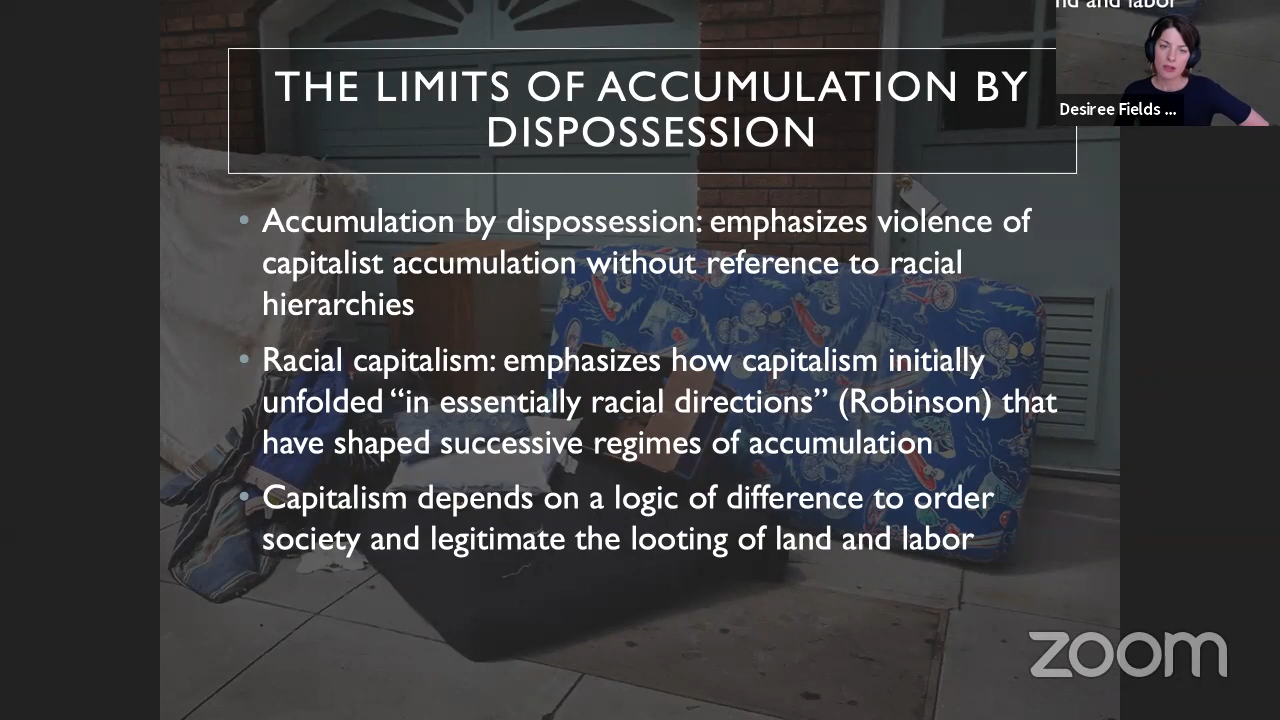 nd and labor
THE LIMITS OF ACCUMULATION BY
DISPOSSESSION
Desiree Fields ...
• Accumulation by dispossession: emphasizes violence of
capitalist accumulation without reference to racial
hierarchies
• Racial capitalism: emphasizes how capitalism initially
unfolded “in essentially racial directions” (Robinson) that
have shaped successive regimes of accumulation
• Capitalism depends on a logic of difference to order
society and legitimate the looting of land and labor
zoom